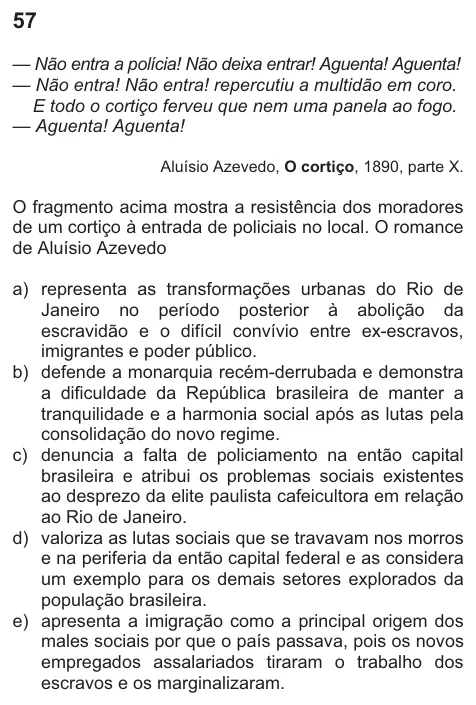 57
— Não entra a polícia! Não deixa entrar! Aguenta! Aguenta!
— Não entra! Não entra! repercutiu a multidão em coro.
E todo o cortiço ferveu que nem uma panela ao fogo.
— Aguenta! Aguenta!
Aluísio Azevedo, O cortiço, 1890, parte X.
O fragmento acima mostra a resistência dos moradores
de um cortiço à entrada de policiais no local. O romance
de Aluísio Azevedo
a) representa as transformações urbanas do Rio de
Janeiro no período posterior à abolição da
escravidão e o difícil convívio entre ex-escravos,
imigrantes e poder público.
b) defende a monarquia recém-derrubada e demonstra
a dificuldade da República brasileira de manter a
tranquilidade e a harmonia social após as lutas pela
consolidação do novo regime.
c) denuncia a falta de policiamento na então capital
brasileira e atribui os problemas sociais existentes
ao desprezo da elite paulista cafeicultora em relação
ao Rio de Janeiro.
d) valoriza as lutas sociais que se travavam nos morros
e na periferia da então capital federal e as considera
um exemplo para os demais setores explorados da
população brasileira.
e) apresenta a imigração como a principal origem dos
males sociais por que o país passava, pois os novos
empregados assalariados tiraram o trabalho dos
escravos e os marginalizaram.